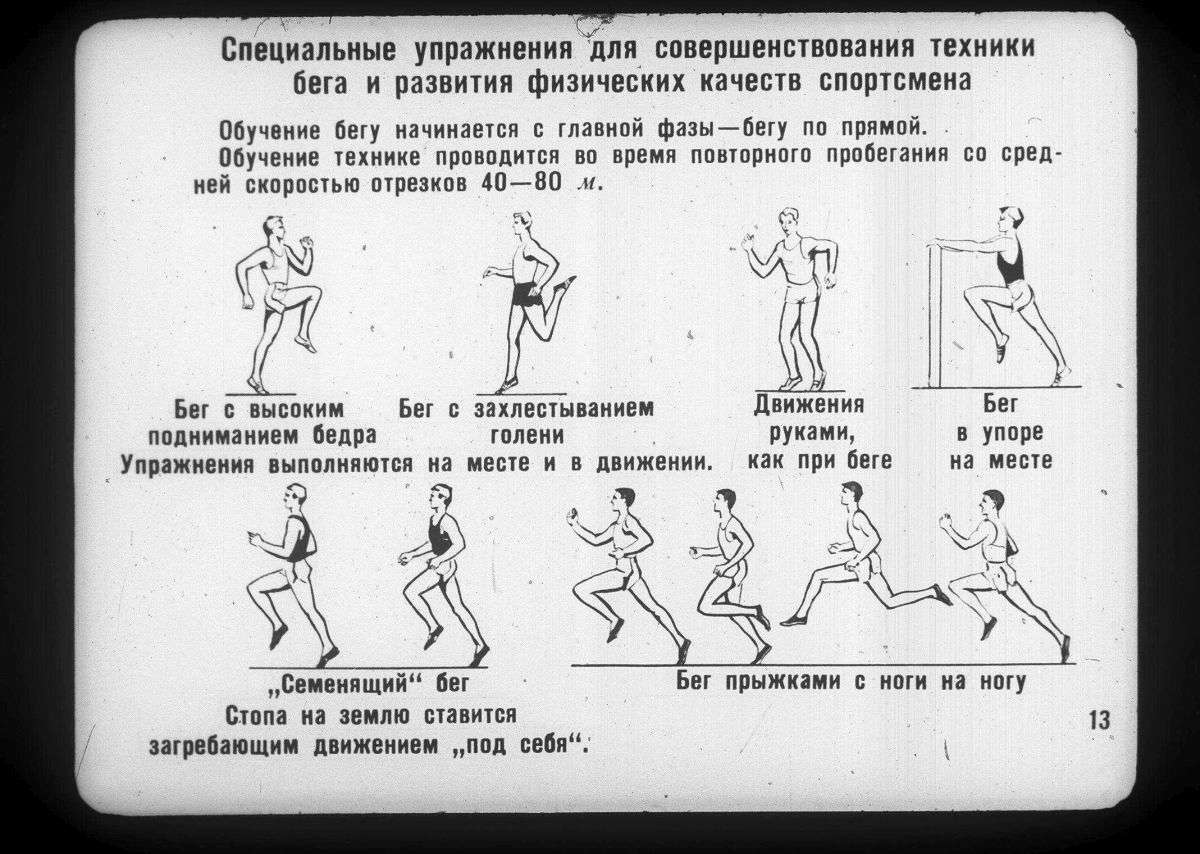 Специальные упражнения для совершенствования техники
бега и развития физических качеств спортсмена
Обучение бегу начинается с главной фазы—бегу по прямой.
Обучение технике проводится во время повторного пробегания со сред-
ней скоростью отрезков 40—80 м.
Бег с высоким
подниманием бедра
Бег с захлестыванием
голени
Упражнения выполняются на месте и в движении.
Движения
руками,
как при беге
Бег
в упоре
на месте
„Семенящий“ бег
Стопа на землю ставится
загребающим движением „под себя“.
Бег прыжками с ноги на ногу
13